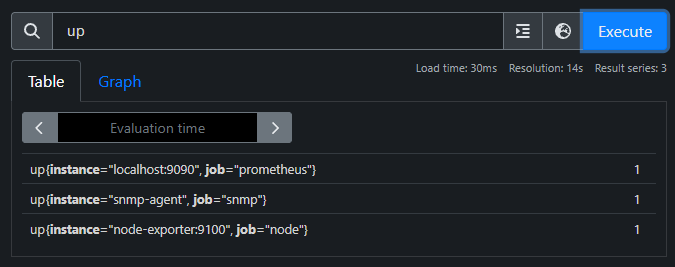 up
Execute
Load time: 30ms Resolution: 14s Result series: 3
Table Graph
Evaluation time
up{instance="localhost:9090", job="prometheus"} 1
up{instance="snmp-agent", job="snmp"} 1
up{instance="node-exporter:9100", job="node"} 1